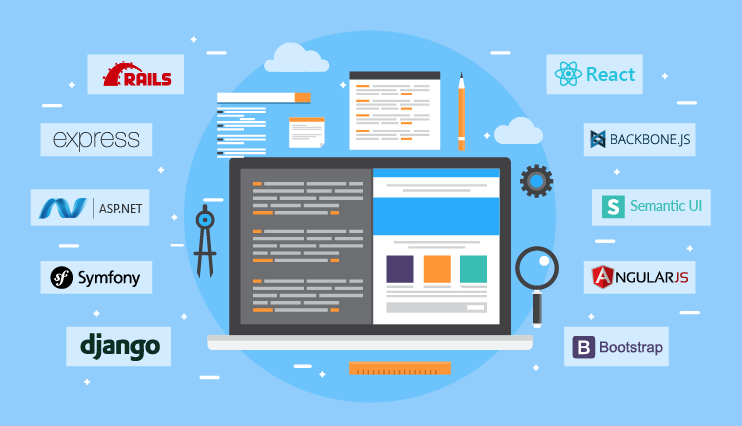 RAILS
express
ASP.NET
Symfony
django
React
BACKBONE.JS
S Semantic UI
ANGULARJS
B Bootstrap